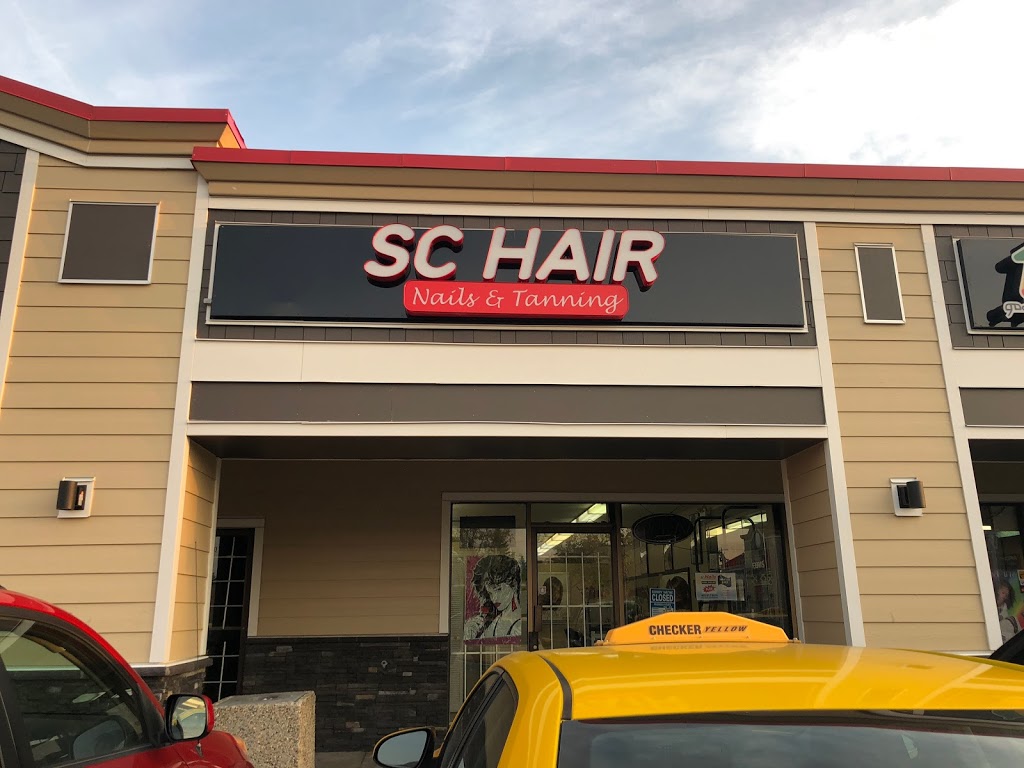 SC HAIR
Nails & Tanning
CLOSED
CHECKER YELLOW